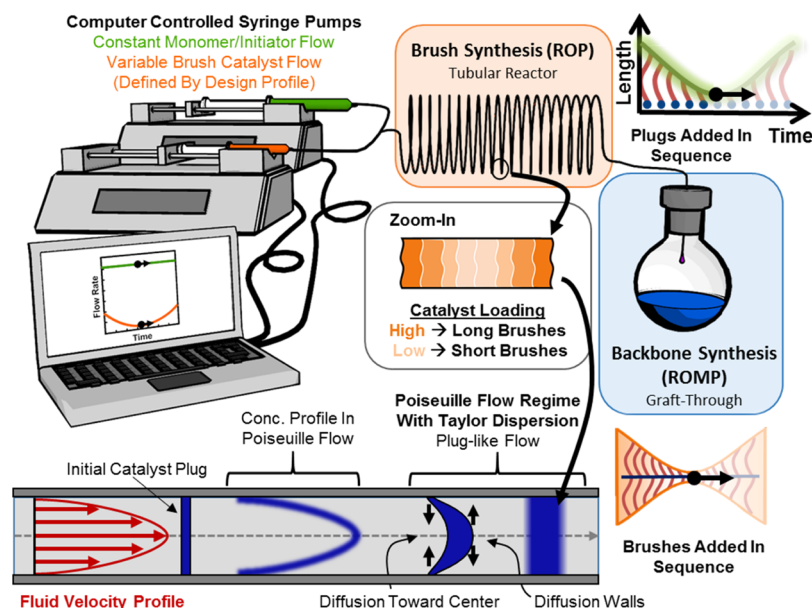 Computer Controlled Syringe Pumps
Constant Monomer/Initiator Flow
Variable Brush Catalyst Flow
(Defined By Design Profile)
Brush Synthesis (ROP)
Tubular Reactor
Length
Time
Plugs Added In
Sequence
Flow Rate
Time
Zoom-In
Catalyst Loading
High → Long Brushes
Low → Short Brushes
Backbone Synthesis
(ROMP)
Graft-Through
Conc. Profile In
Poiseuille Flow
Poiseuille Flow Regime
With Taylor Dispersion
Plug-like Flow
Initial Catalyst Plug
Brushes Added In
Sequence
Fluid Velocity Profile
Diffusion Toward Center
Diffusion Walls